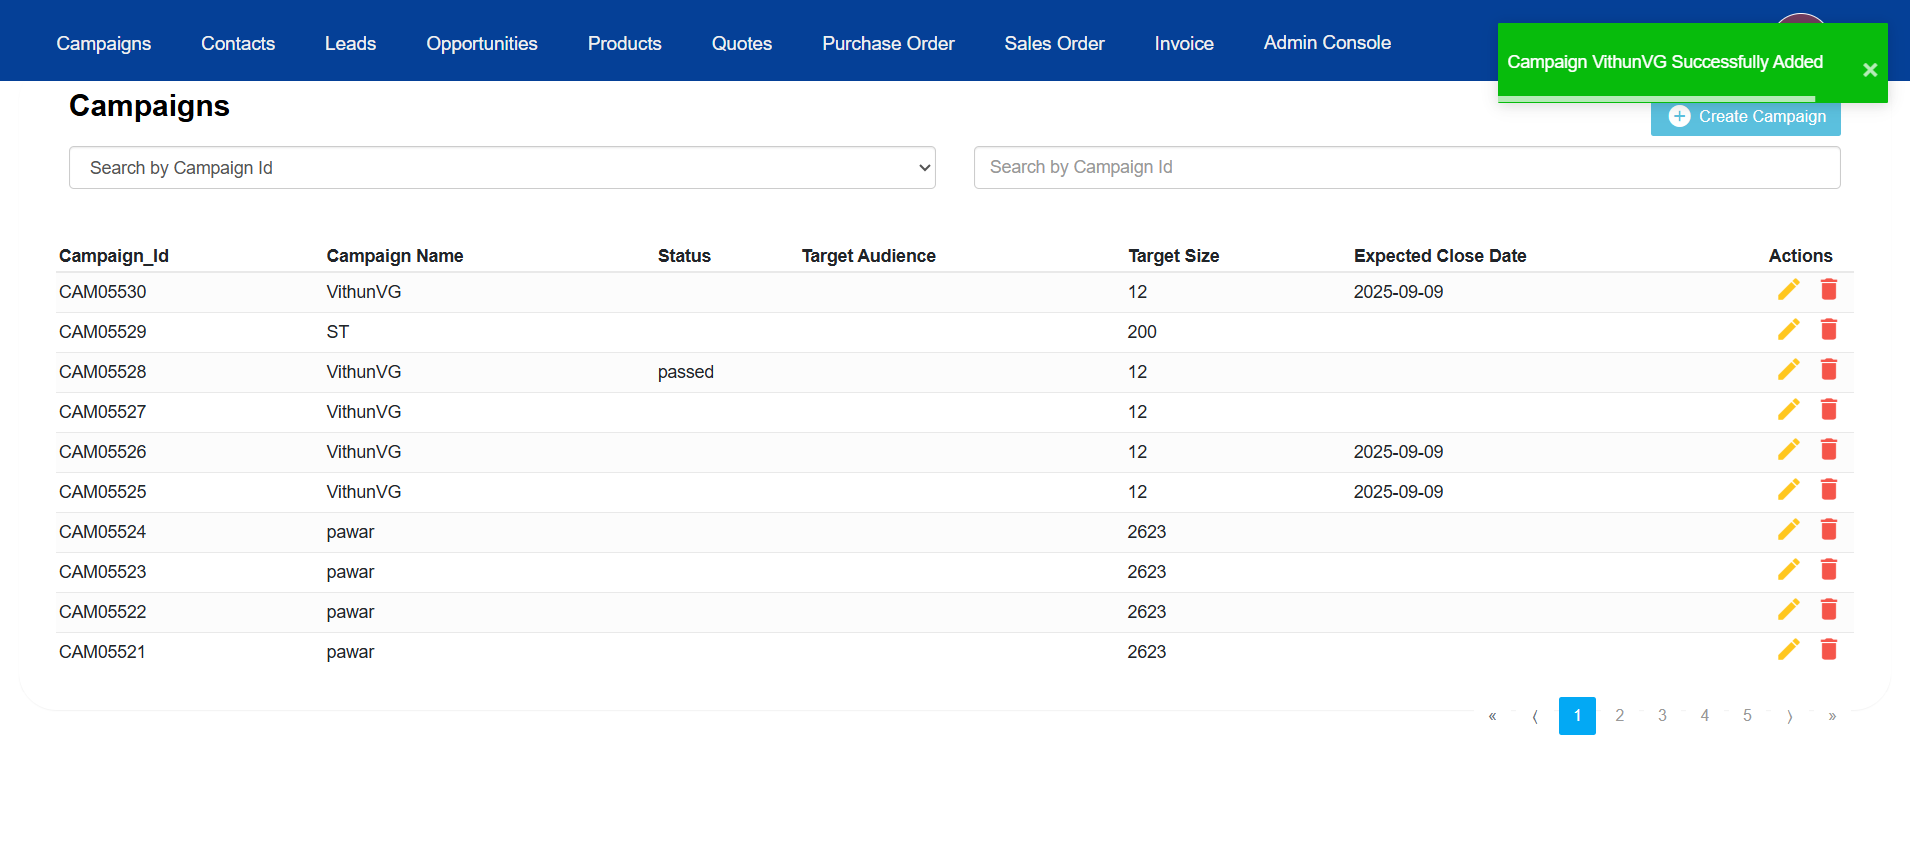 Campaigns Contacts Leads Opportunities Products Quotes Purchase Order Sales Order Invoice Admin Console
Campaign VithunVG Successfully Added ×
Campaigns
Create Campaign
Search by Campaign Id Search by Campaign Id
Campaign_Id Campaign Name Status Target Audience Target Size Expected Close Date Actions
CAM05530 VithunVG 12 2025-09-09
CAM05529 ST 200
CAM05528 VithunVG passed 12
CAM05527 VithunVG 12
CAM05526 VithunVG 12 2025-09-09
CAM05525 VithunVG 12 2025-09-09
CAM05524 pawar 2623
CAM05523 pawar 2623
CAM05522 pawar 2623
CAM05521 pawar 2623
« ⟨ 1 2 3 4 5 ⟩ »